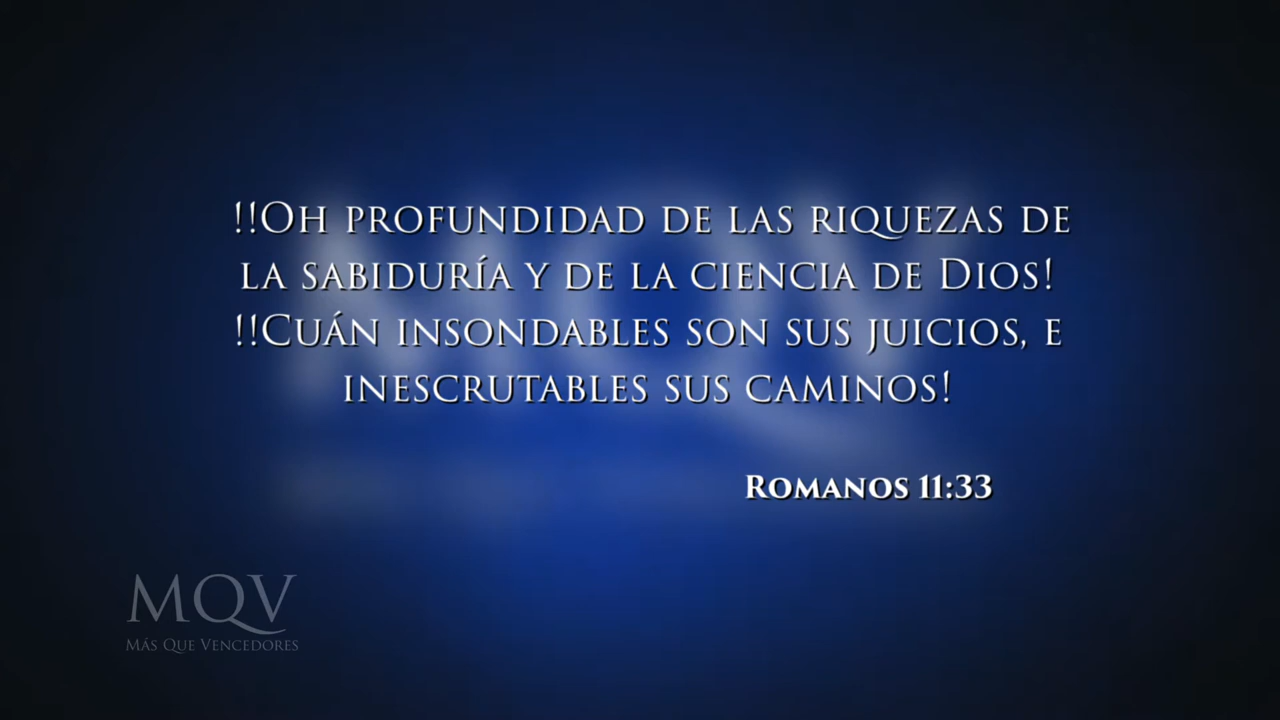 !!Oh profundidad de las riquezas de
la sabiduría y de la ciencia de Dios!
!!Cuán insondables son sus juicios, e
inescrutables sus caminos!
Romanos 11:33
MQV
Más Que Vencedores